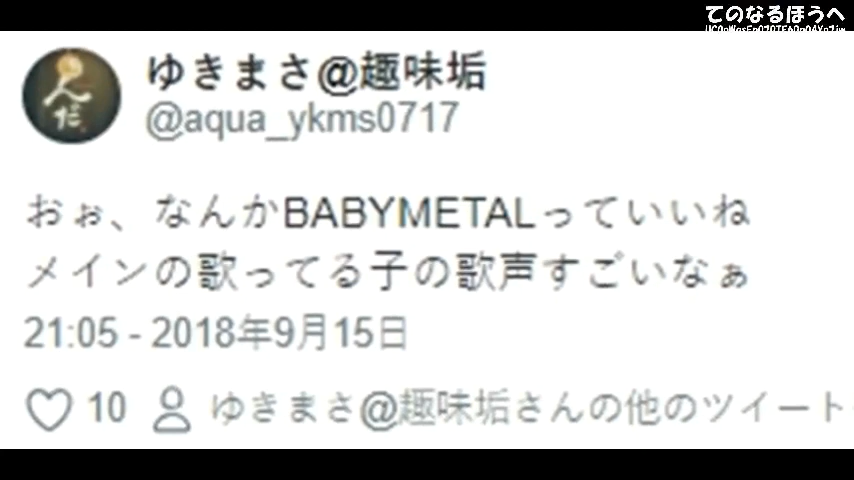 てのなるほうへ
ゆきまさ@趣味垢
@aqua_ykms0717
おぉ、なんかBABYMETALっていいね
メインの歌ってる子の歌声すごいなぁ
21:05 - 2018年9月15日
10 ゆきまさ@趣味垢さんの他のツイート